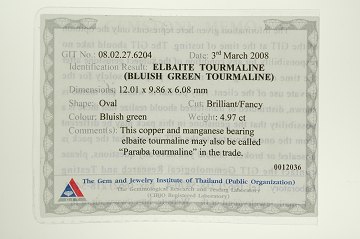 GIT No: 08.02.27.6204 Date: 3rd March 2008
Identification Result: ELBAITE TOURMALINE
(BLUISH GREEN TOURMALINE)
Dimensions: 12.01 x 9.86 x 6.08 mm
Shape: Oval Cut: Brilliant/Fancy
Colour: Bluish green Weight: 4.97 ct
Comment(s): This copper and manganese bearing
elbaite tourmaline may also be called
"Paraiba tourmaline" in the trade.
0012036
The Gem and Jewelry Institute of Thailand (Public Organization)
The Gemological Research and Testing Laboratory
(CIBJO Registered Laboratory)